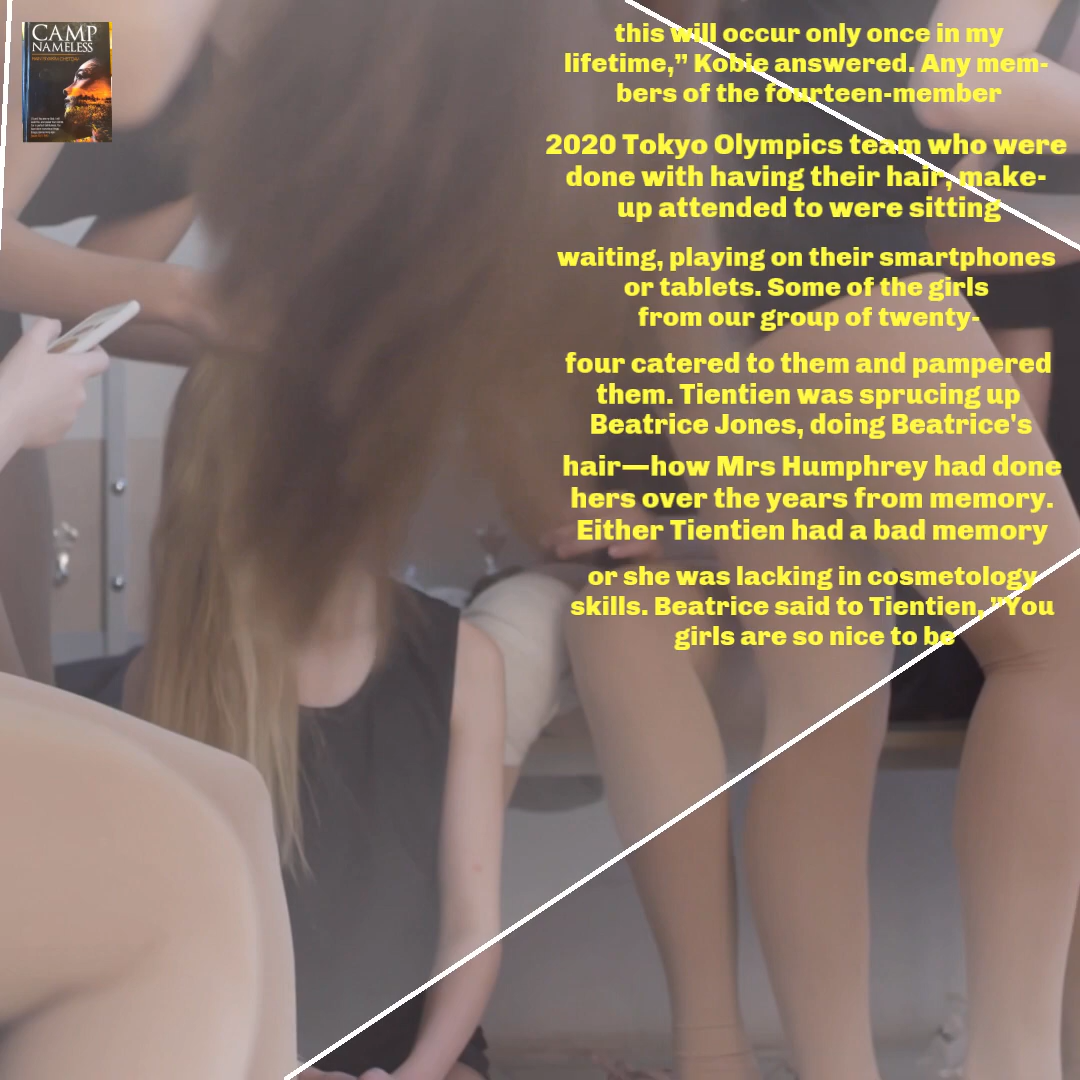 CAMP
NAMELESS
this will occur only once in my
lifetime,” Kobie answered. Any mem-
bers of the fourteen-member
2020 Tokyo Olympics team who were
done with having their hair, make-
up attended to were sitting
waiting, playing on their smartphones
or tablets. Some of the girls
from our group of twenty-
four catered to them and pampered
them. Tientien was sprucing up
Beatrice Jones, doing Beatrice's
hair—how Mrs Humphrey had done
hers over the years from memory.
Either Tientien had a bad memory
or she was lacking in cosmetology
skills. Beatrice said to Tientien, "You
girls are so nice to be